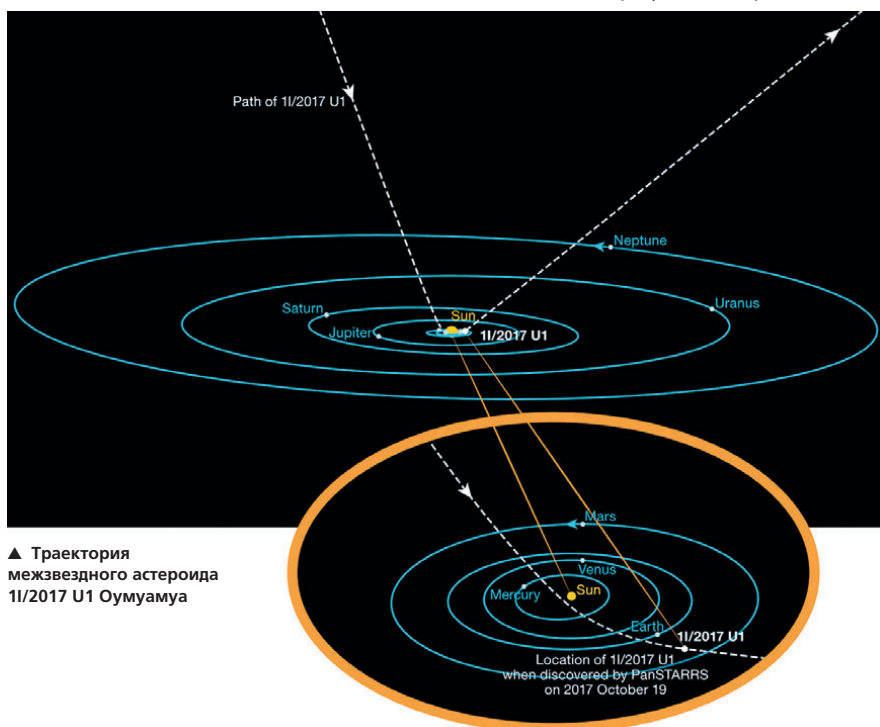 Path of 1I/2017 U1
Neptune
Saturn
Sun
Uranus
Jupiter
1I/2017 U1
Mars
Venus
Mercury
Sun
Earth
1I/2017 U1
Location of 1I/2017 U1
when discovered by PanSTARRS
on 2017 October 19
▲ Траектория
межзвездного астероида
1I/2017 U1 Оумуамуа